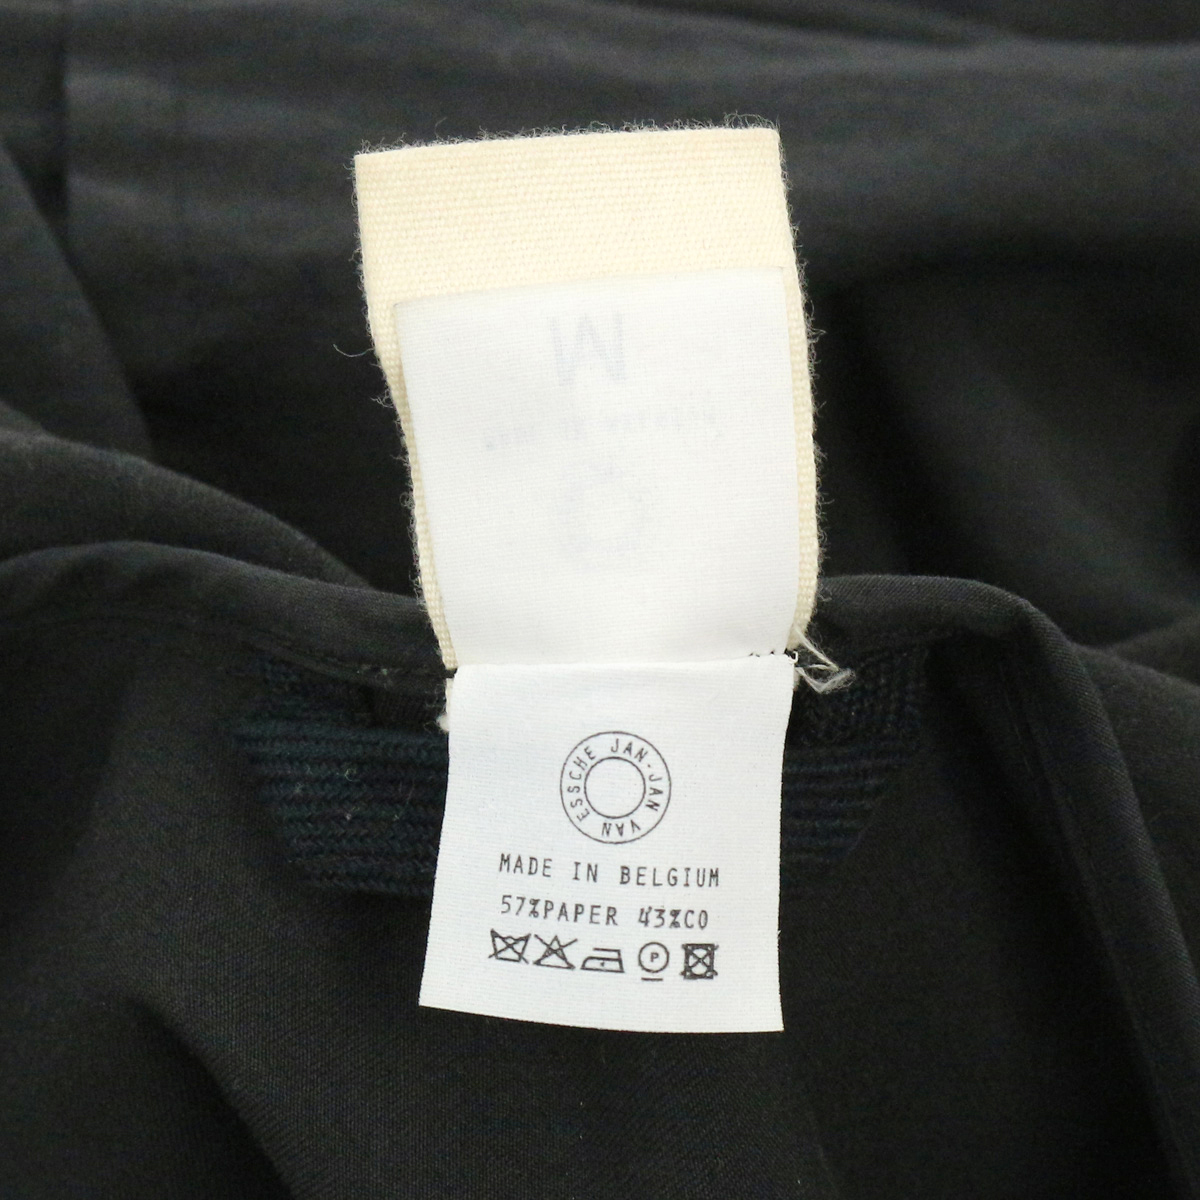 M
JAN-JAN VAN ESSCHE
MADE IN BELGIUM
57%PAPER 43%CO
P